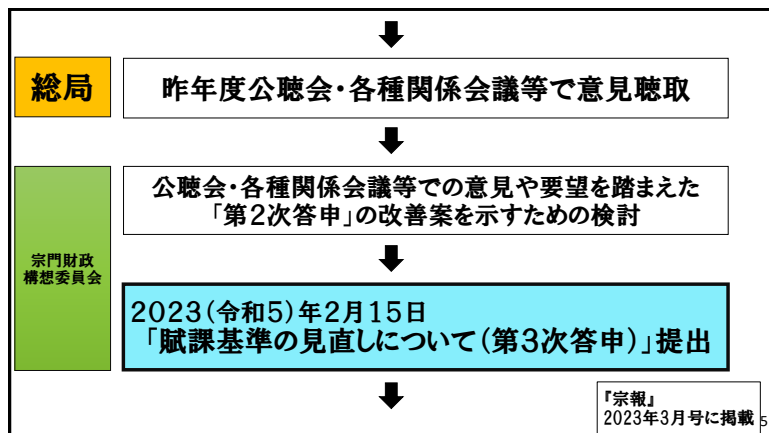 総局
昨年度公聴会・各種関係会議等で意見聴取
公聴会・各種関係会議等での意見や要望を踏まえた
「第2次答申」の改善案を示すための検討
宗門財政
構想委員会
2023(令和5)年2月15日
「賦課基準の見直しについて(第3次答申)」提出
『宗報』
2023年3月号に掲載
5